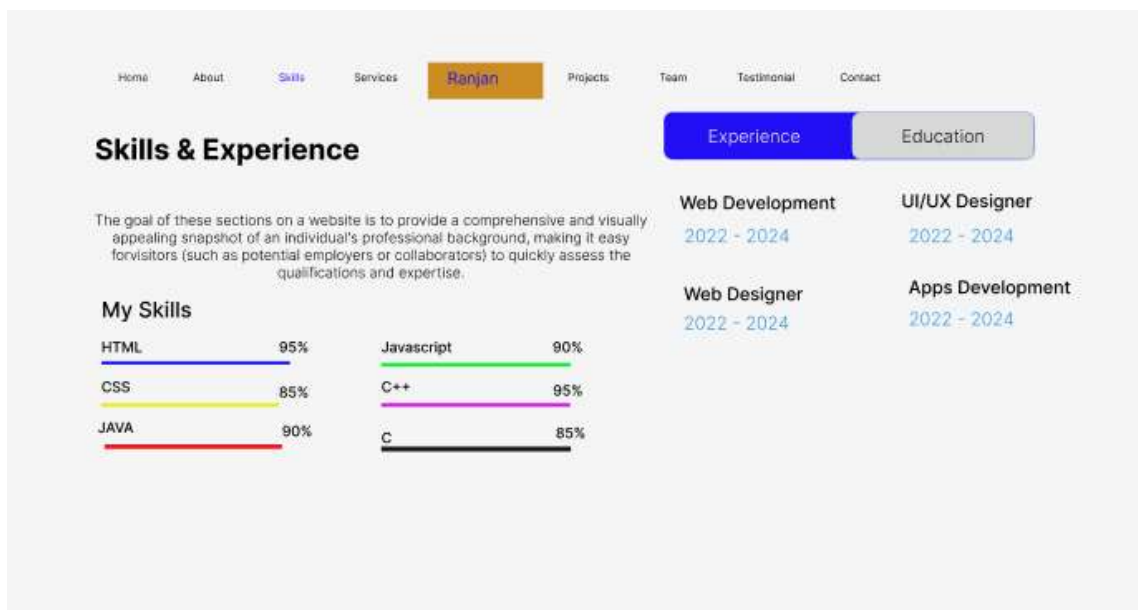 Home About Skills Services Ranjan Projects Team Testimonial Contact
Skills & Experience
The goal of these sections on a website is to provide a comprehensive and visually
appealing snapshot of an individual's professional background, making it easy
forvisitors (such as potential employers or collaborators) to quickly assess the
qualifications and expertise.
My Skills
HTML 95% Javascript 90%
CSS 85% C++ 95%
JAVA 90% C 85%
Experience Education
Web Development UI/UX Designer
2022 - 2024 2022 - 2024
Web Designer Apps Development
2022 - 2024 2022 - 2024